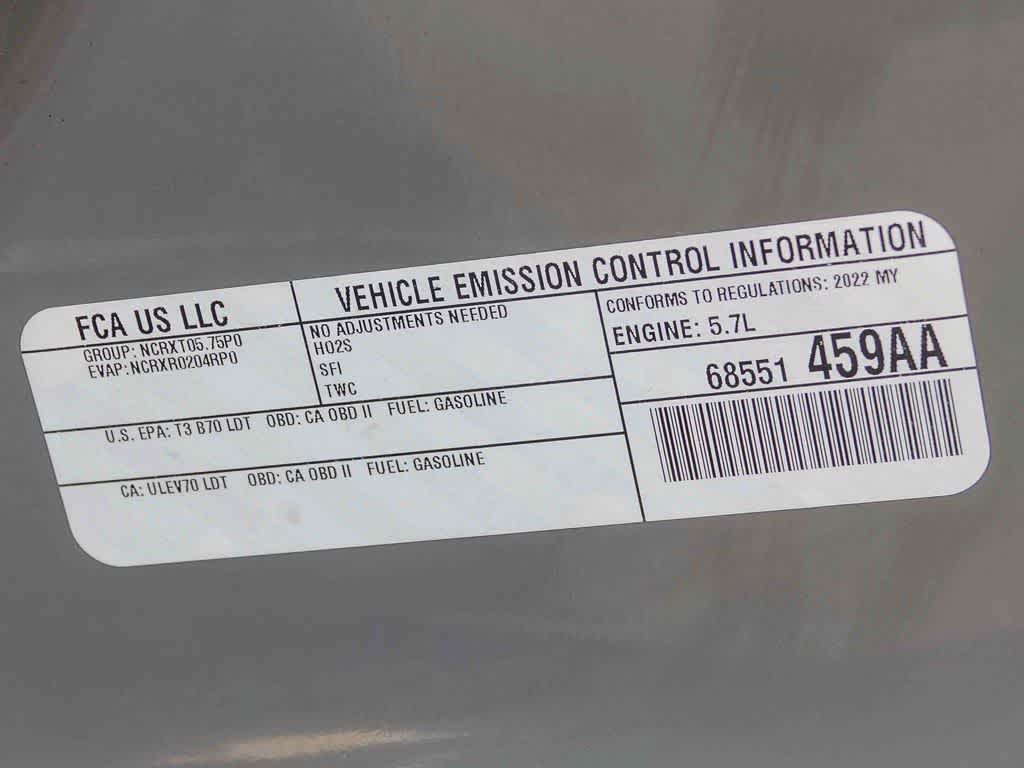 FCA US LLC
VEHICLE EMISSION CONTROL INFORMATION
GROUP: NCRXT05.75P0
EVAP: NCRXR0204RP0
NO ADJUSTMENTS NEEDED
HO2S
SFI
TWC
CONFORMS TO REGULATIONS: 2022 MY
ENGINE: 5.7L
68551 459AA
U.S. EPA: T3 B70 LDT OBD: CA OBD II FUEL: GASOLINE
CA: ULEV70 LDT OBD: CA OBD II FUEL: GASOLINE